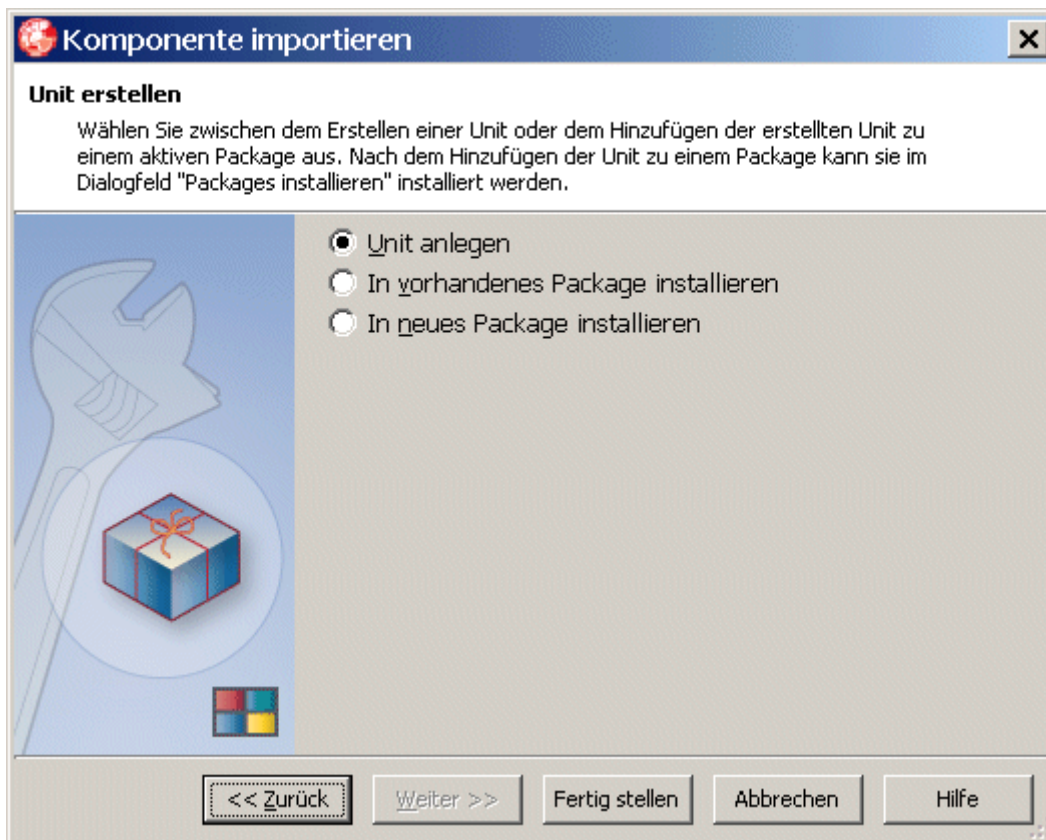 Komponente importieren
Unit erstellen
Wählen Sie zwischen dem Erstellen einer Unit oder dem Hinzufügen der erstellten Unit zu
einem aktiven Package aus. Nach dem Hinzufügen der Unit zu einem Package kann sie im
Dialogfeld "Packages installieren" installiert werden.
Unit anlegen
In vorhandenes Package installieren
In neues Package installieren
<< Zurück
Weiter >>
Fertig stellen
Abbrechen
Hilfe